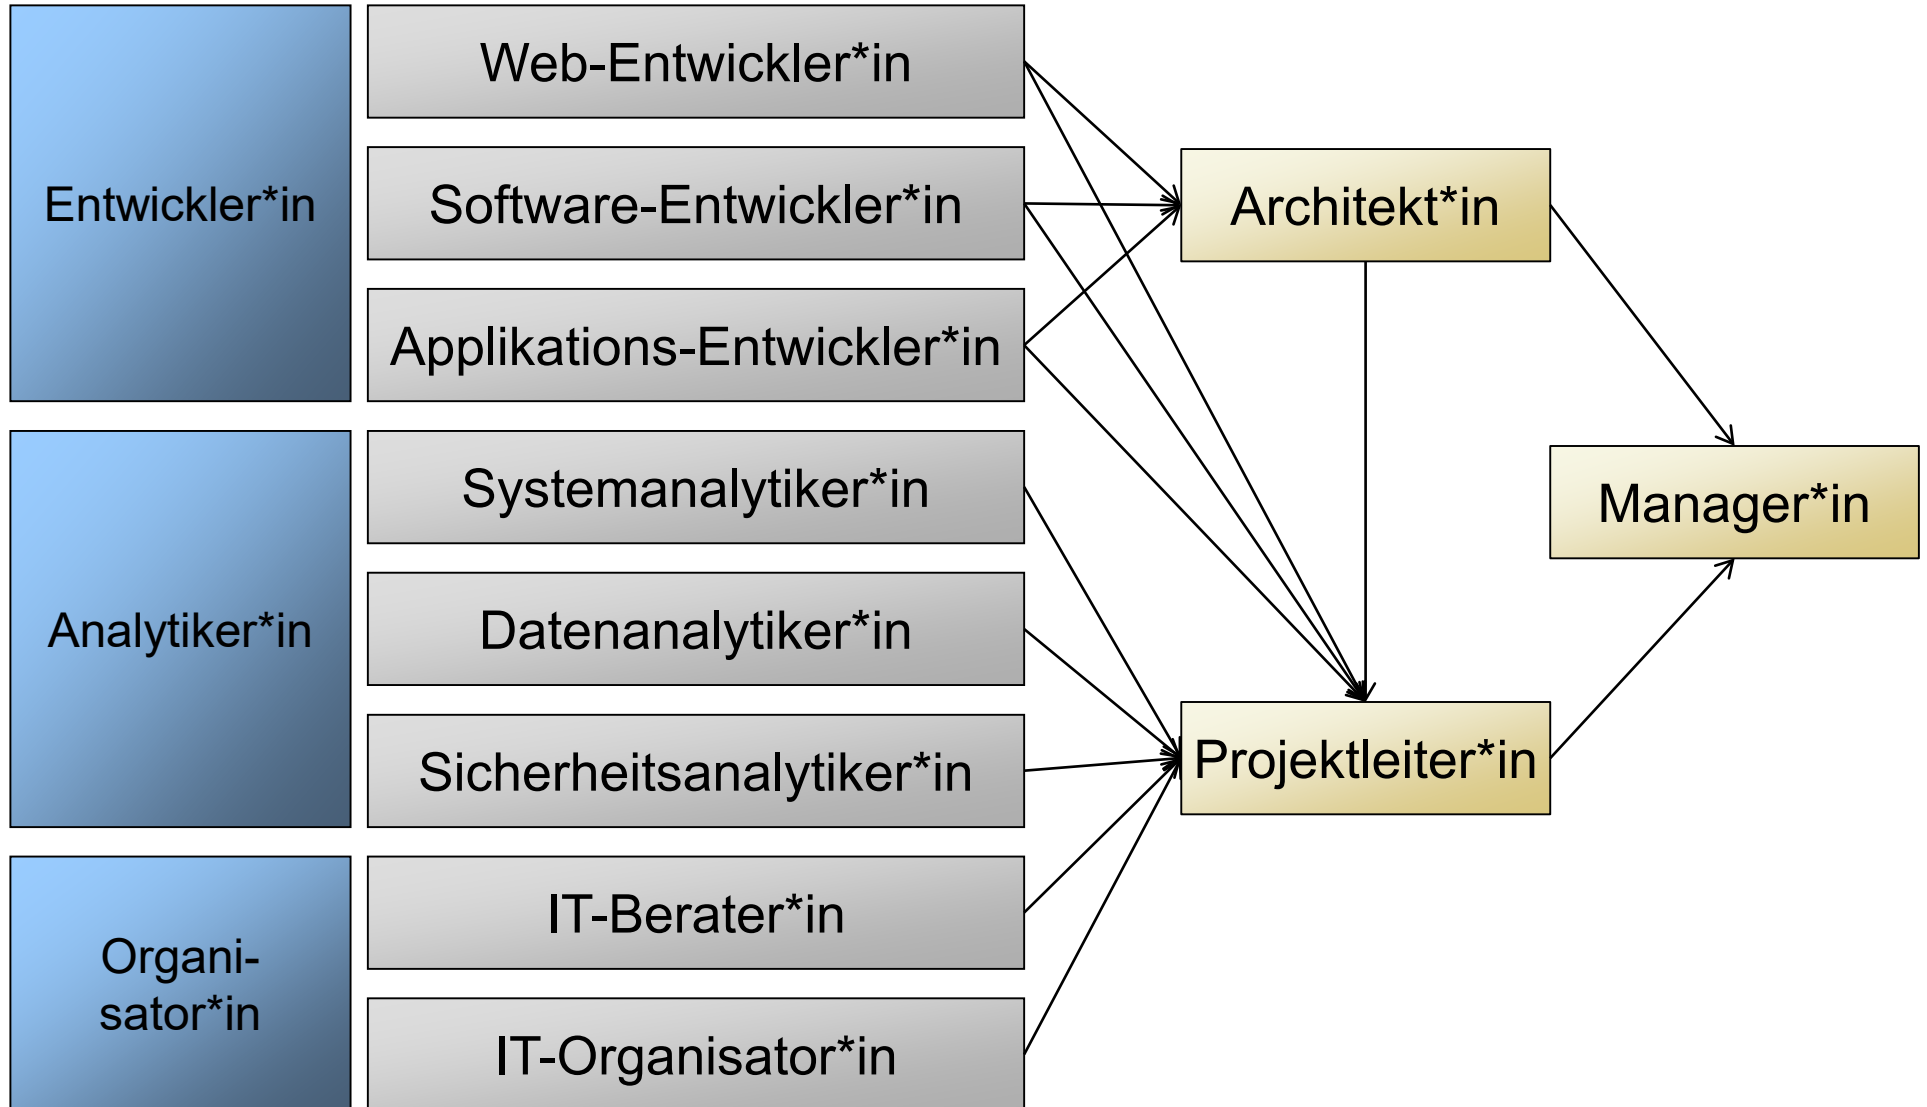 Entwickler*in
Web-Entwickler*in
Software-Entwickler*in
Applikations-Entwickler*in
Analytiker*in
Systemanalytiker*in
Datenanalytiker*in
Sicherheitsanalytiker*in
Organi-
sator*in
IT-Berater*in
IT-Organisator*in
Architekt*in
Projektleiter*in
Manager*in